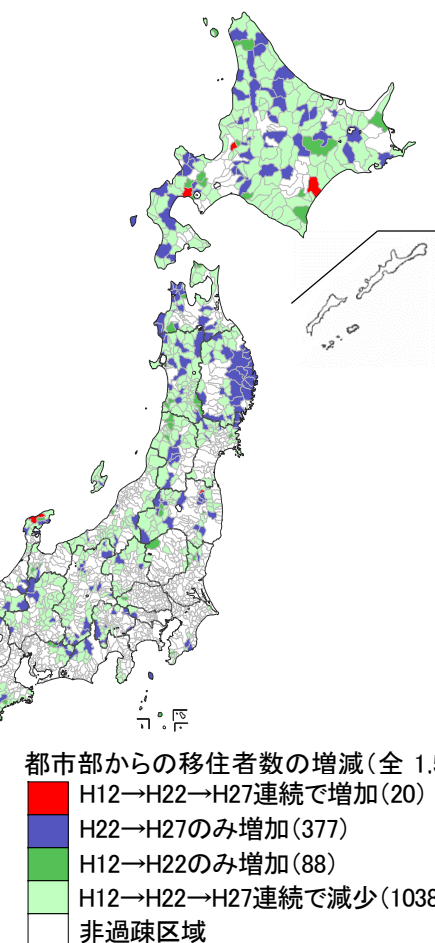 都市部からの移住者数の増減(全 1,5
H12→H22→H27連続で増加(20)
H22→H27のみ増加(377)
H12→H22のみ増加(88)
H12→H22→H27連続で減少(1038
非過疎区域